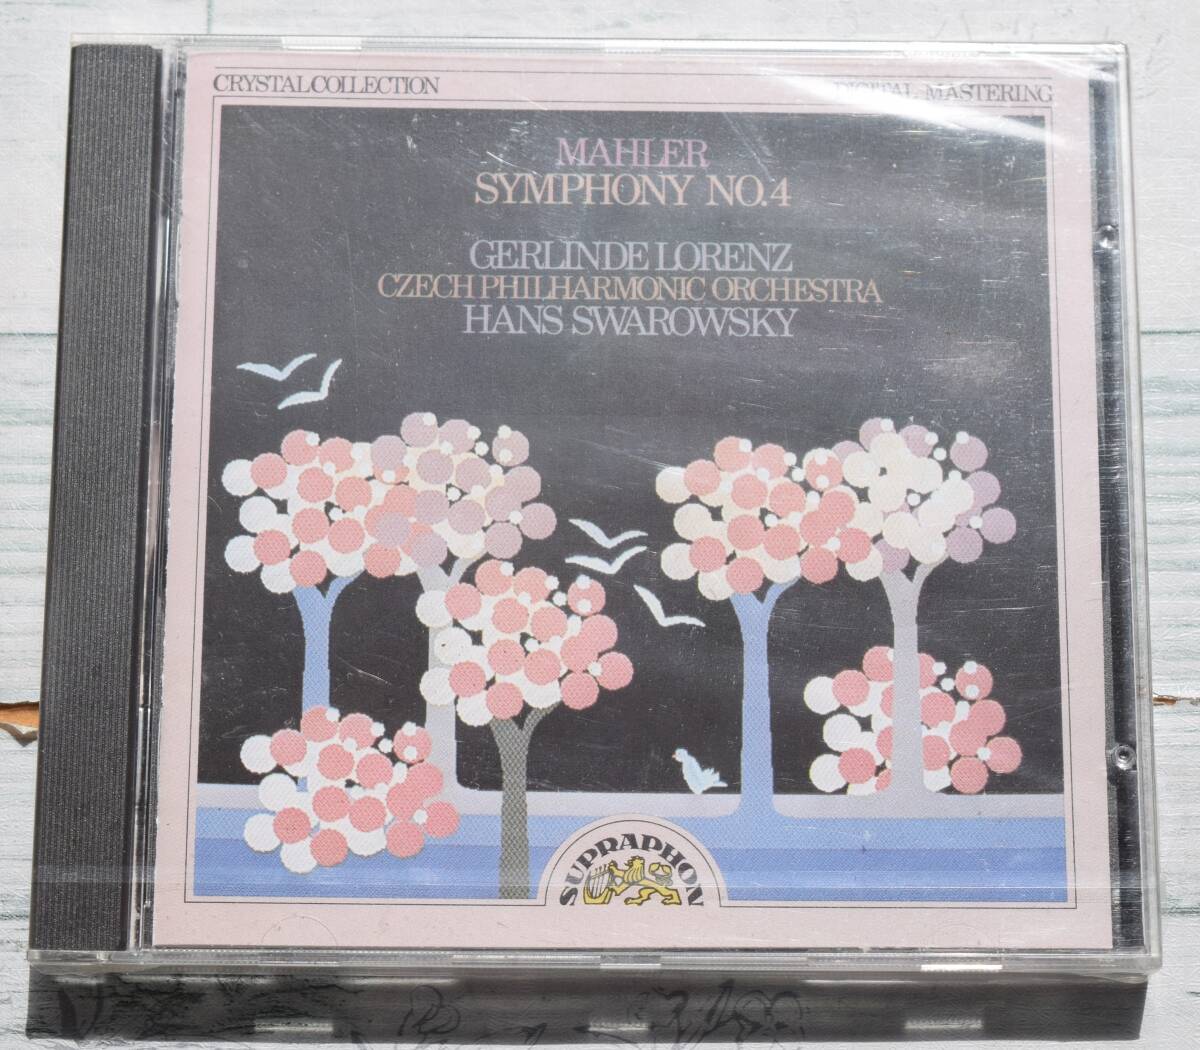 CRYSTAL COLLECTION
DIGITAL MASTERING
MAHLER
SYMPHONY NO.4
GERLINDE LORENZ
CZECH PHILHARMONIC ORCHESTRA
HANS SWAROWSKY
SUPRAPHON